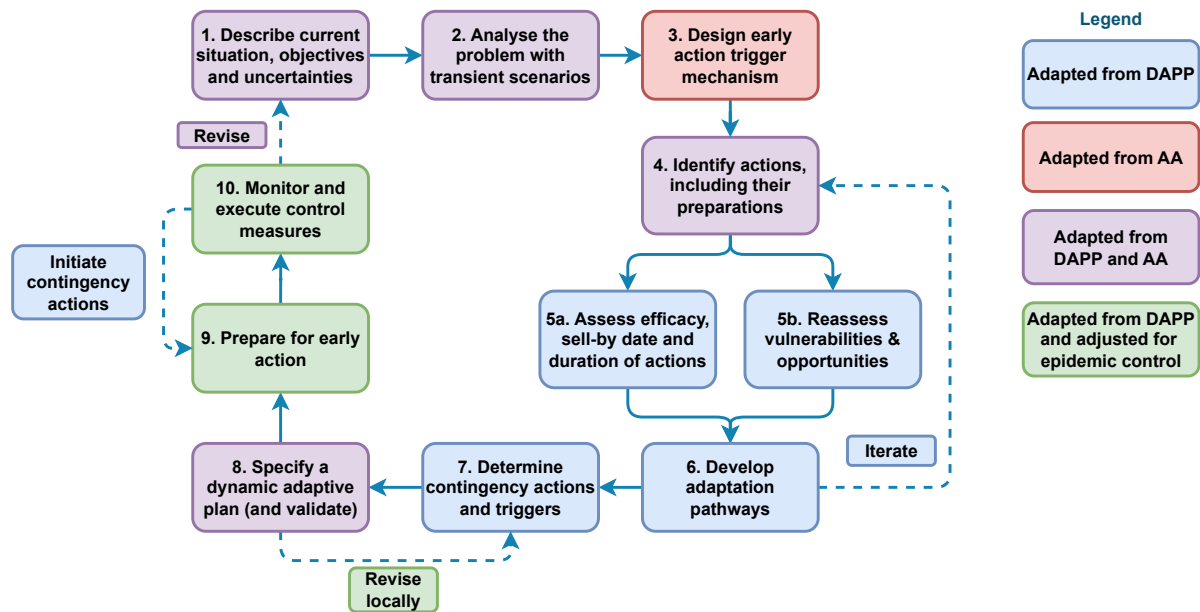 1. Describe current
situation, objectives
and uncertainties
2. Analyse the
problem with
transient scenarios
3. Design early
action trigger
mechanism
Legend
Adapted from DAPP
Adapted from AA
Adapted from
DAPP and AA
Adapted from DAPP
and adjusted for
epidemic control
Revise
4. Identify actions,
including their
preparations
10. Monitor and
execute control
measures
Initiate
contingency
actions
9. Prepare for early
action
5a. Assess efficacy,
sell-by date and
duration of actions
5b. Reassess
vulnerabilities &
opportunities
Iterate
8. Specify a
dynamic adaptive
plan (and validate)
7. Determine
contingency actions
and triggers
6. Develop
adaptation
pathways
Revise
locally